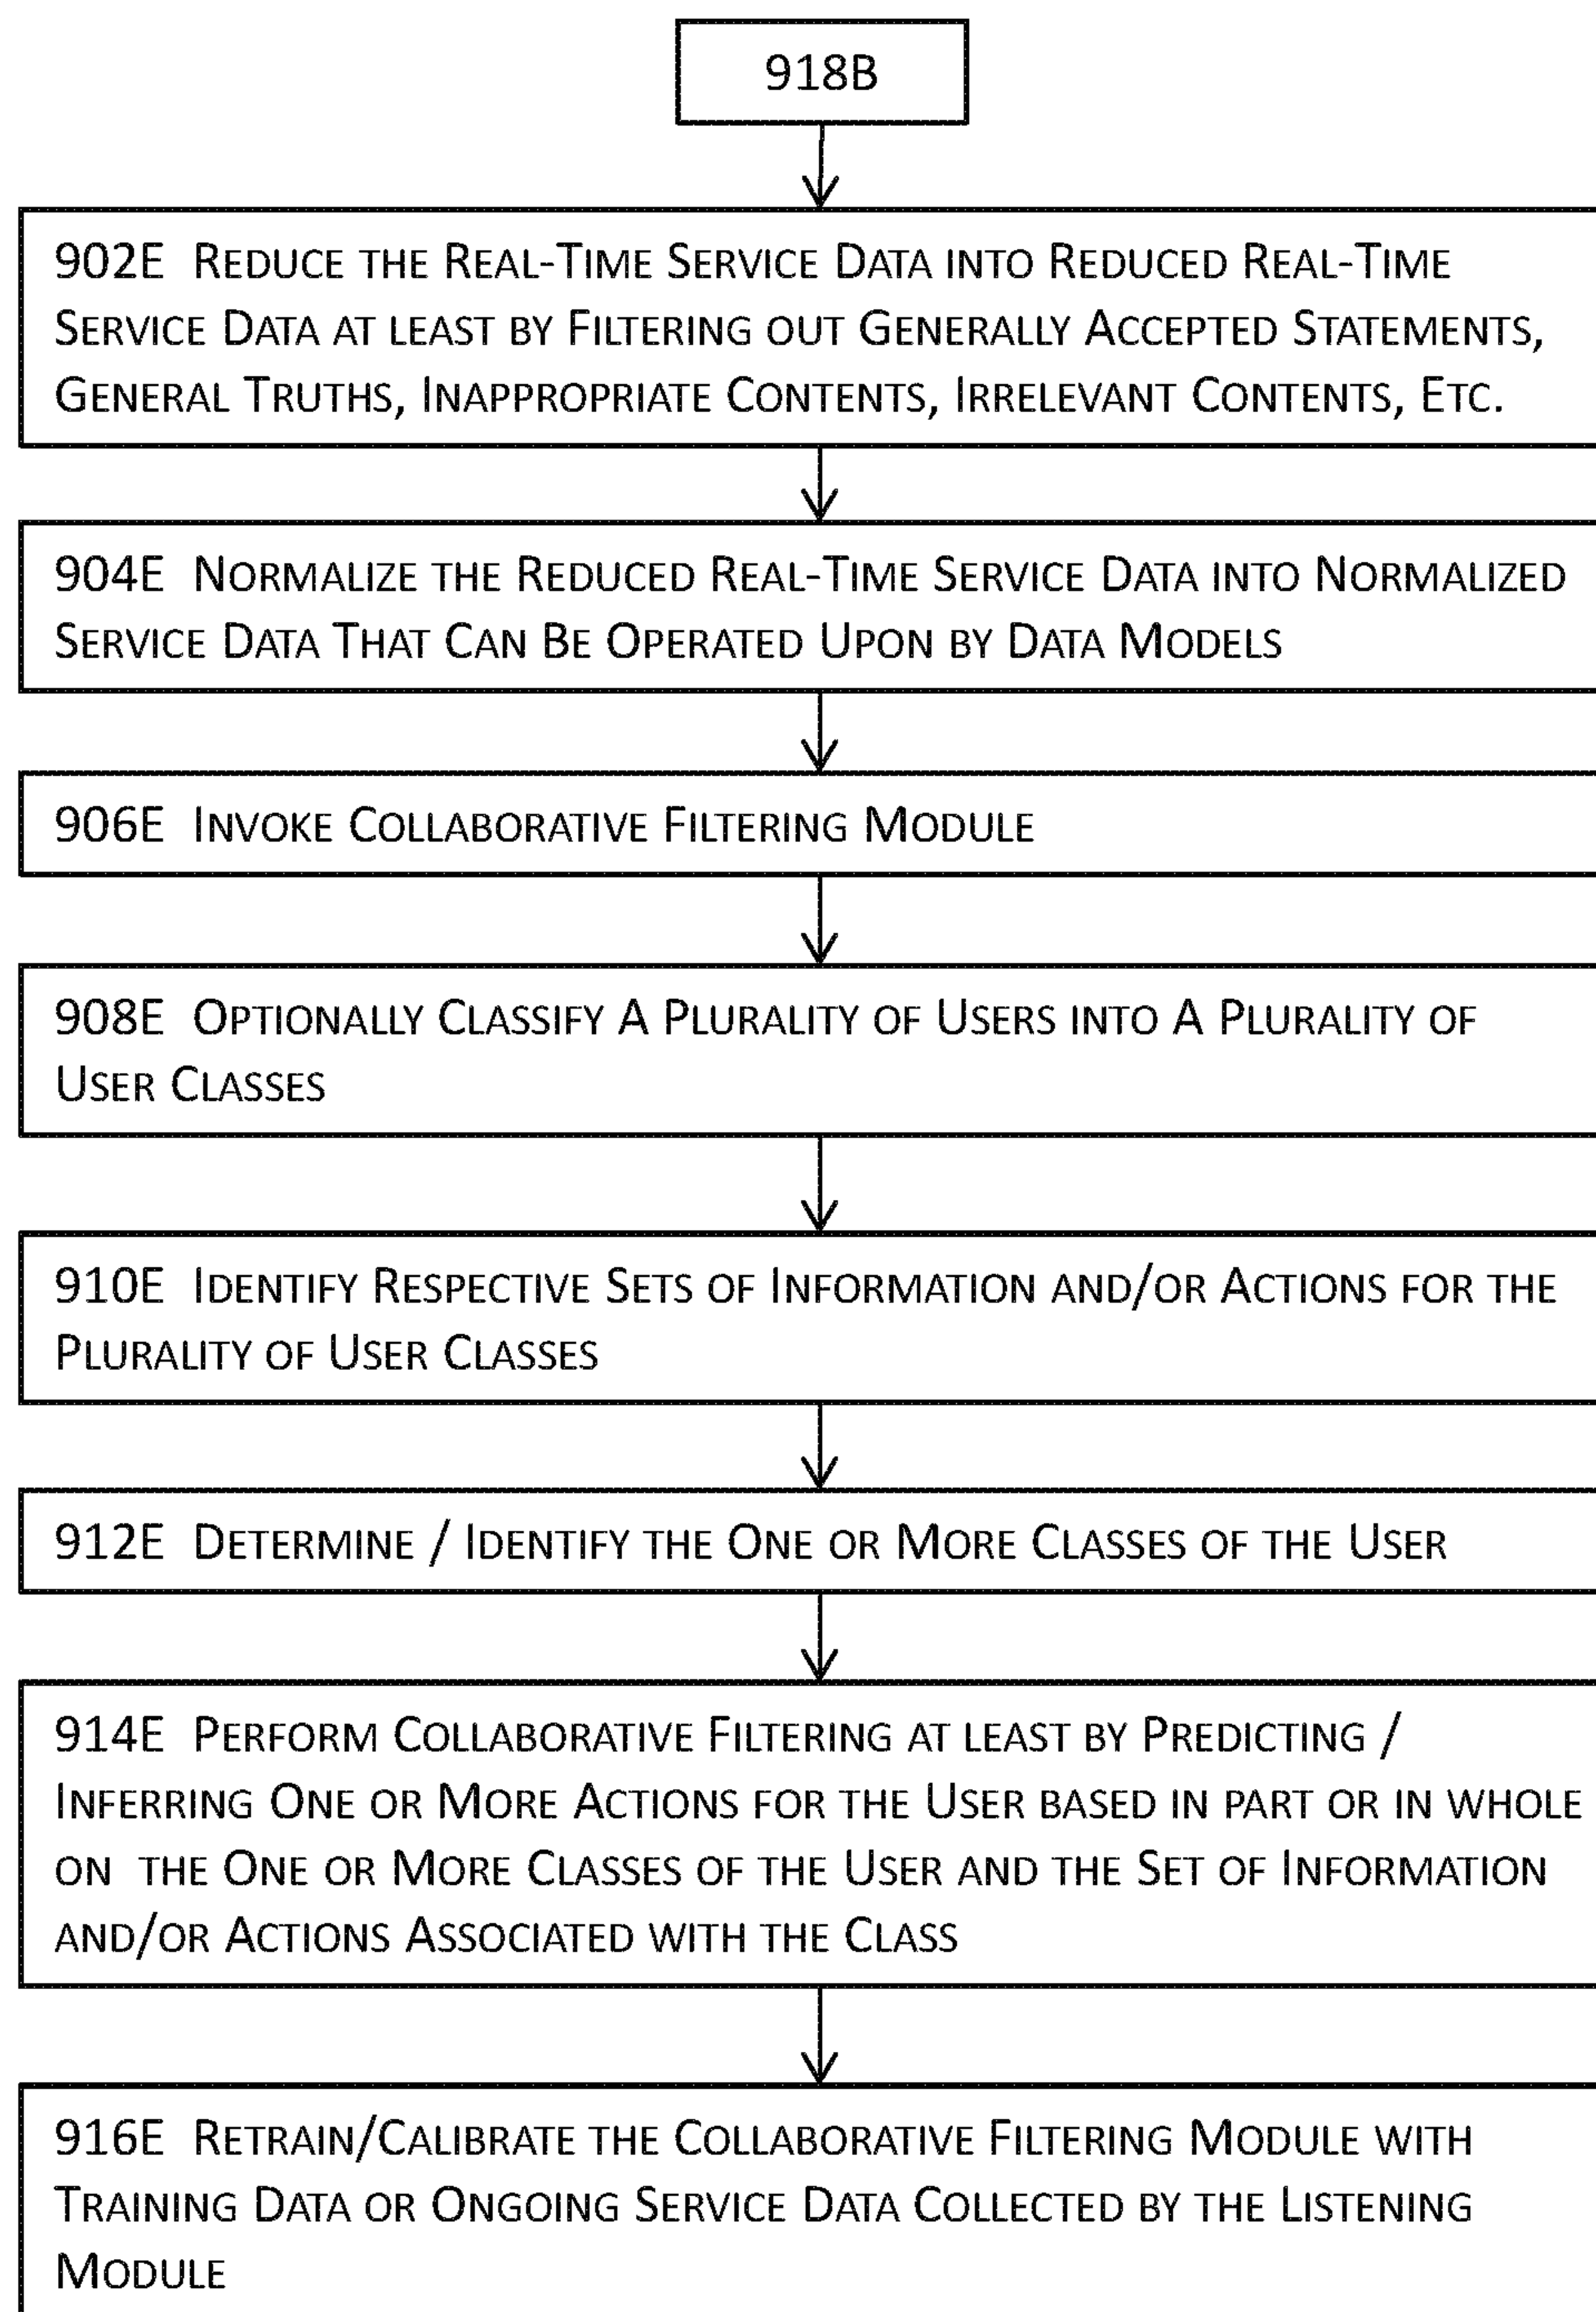 918B
902E REDUCE THE REAL-TIME SERVICE DATA INTO REDUCED REAL-TIME
SERVICE DATA AT LEAST BY FILTERING OUT GENERALLY ACCEPTED STATEMENTS,
GENERAL TRUTHS, INAPPROPRIATE CONTENTS, IRRELEVANT CONTENTS, ETC.
904E NORMALIZE THE REDUCED REAL-TIME SERVICE DATA INTO NORMALIZED
SERVICE DATA THAT CAN BE OPERATED UPON BY DATA MODELS
906E INVOKE COLLABORATIVE FILTERING MODULE
908E OPTIONALLY CLASSIFY A PLURALITY OF USERS INTO A PLURALITY OF
USER CLASSES
910E IDENTIFY RESPECTIVE SETS OF INFORMATION AND/OR ACTIONS FOR THE
PLURALITY OF USER CLASSES
912E DETERMINE / IDENTIFY THE ONE OR MORE CLASSES OF THE USER
914E PERFORM COLLABORATIVE FILTERING AT LEAST BY PREDICTING /
INFERRING ONE OR MORE ACTIONS FOR THE USER BASED IN PART OR IN WHOLE
ON THE ONE OR MORE CLASSES OF THE USER AND THE SET OF INFORMATION
AND/OR ACTIONS ASSOCIATED WITH THE CLASS
916E RETRAIN/CALIBRATE THE COLLABORATIVE FILTERING MODULE WITH
TRAINING DATA OR ONGOING SERVICE DATA COLLECTED BY THE LISTENING
MODULE